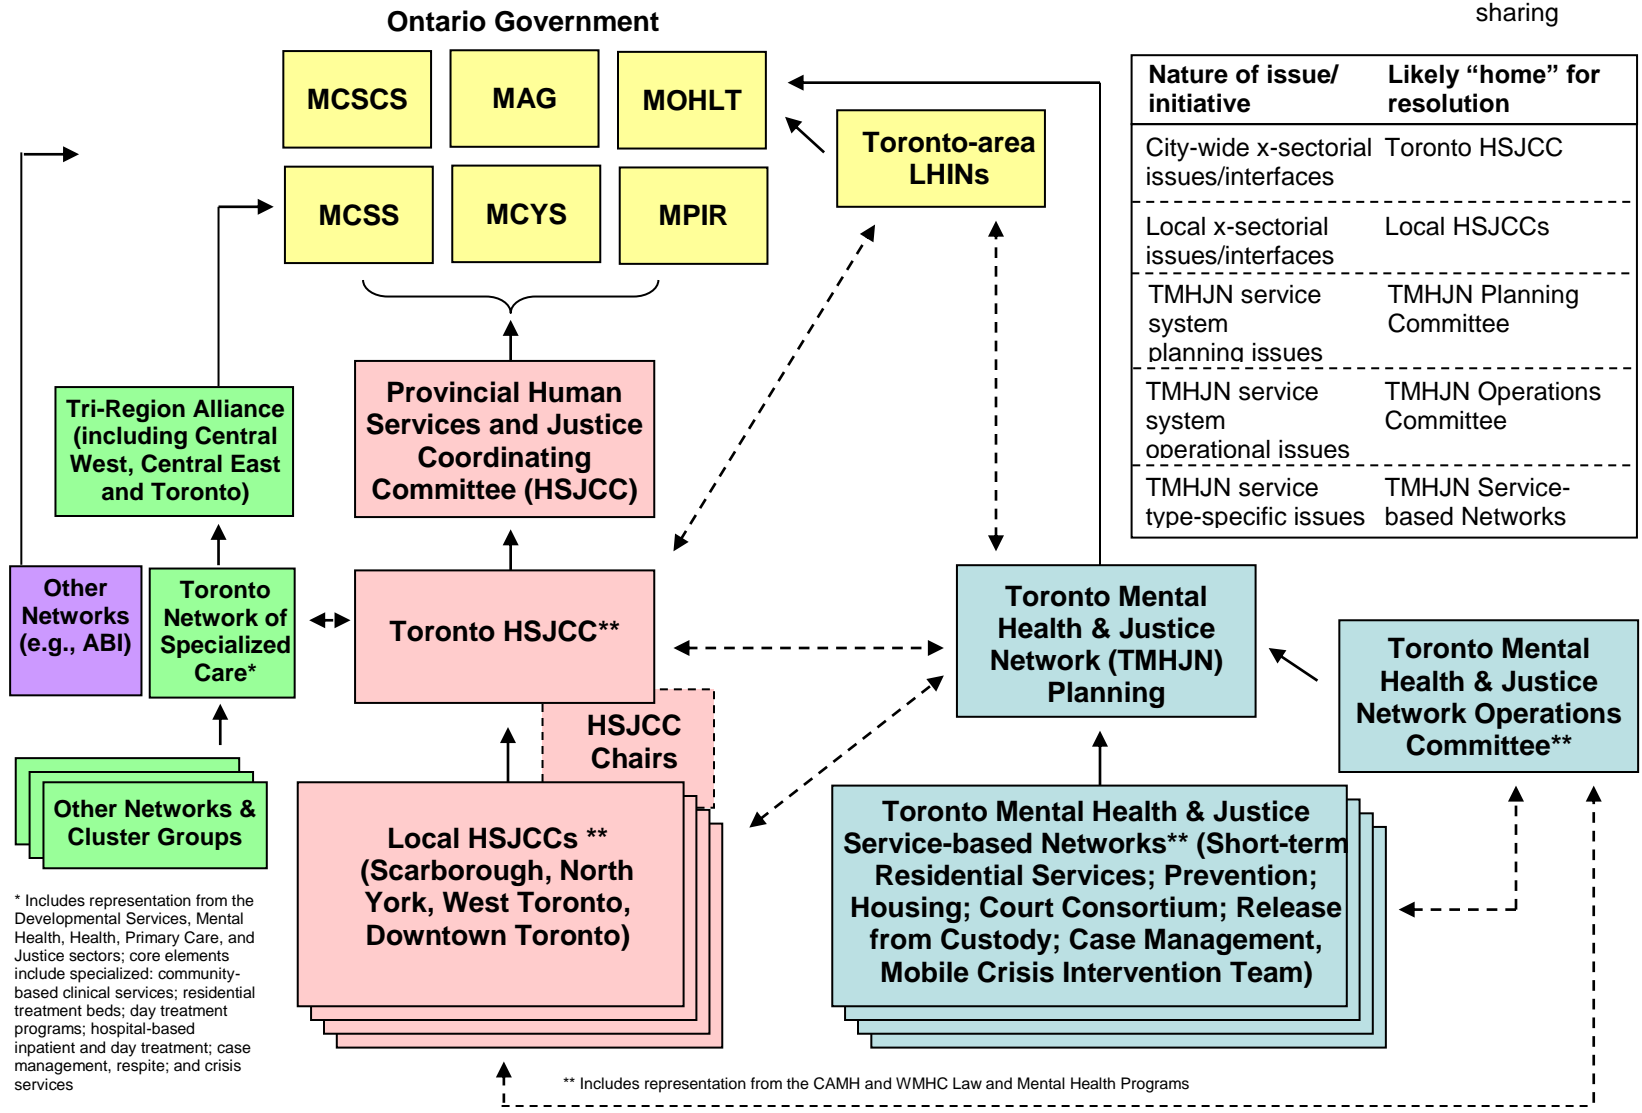 sharing
Ontario Government
MCSCS
MAG
MOHLT
MCSS
MCYS
MPIR
Toronto-area
LHINs
Nature of issue/
initiative
Likely “home” for
resolution
City-wide x-sectorial
issues/interfaces
Toronto HSJCC
Local x-sectorial
issues/interfaces
Local HSJCCs
TMHJN service
system
planning issues
TMHJN Planning
Committee
TMHJN service
system
operational issues
TMHJN Operations
Committee
TMHJN service
type-specific issues
TMHJN Service-
based Networks
Tri-Region Alliance
(including Central
West, Central East
and Toronto)
Provincial Human
Services and Justice
Coordinating
Committee (HSJCC)
Other
Networks
(e.g., ABI)
Toronto
Network of
Specialized
Care*
Toronto HSJCC**
Toronto Mental
Health & Justice
Network (TMHJN)
Planning
Toronto Mental
Health & Justice
Network Operations
Committee**
HSJCC
Chairs
Other Networks &
Cluster Groups
Local HSJCCs **
(Scarborough, North
York, West Toronto,
Downtown Toronto)
Toronto Mental Health & Justice
Service-based Networks** (Short-term
Residential Services; Prevention;
Housing; Court Consortium; Release
from Custody; Case Management,
Mobile Crisis Intervention Team)
* Includes representation from the
Developmental Services, Mental
Health, Health, Primary Care, and
Justice sectors; core elements
include specialized: community-
based clinical services; residential
treatment beds; day treatment
programs; hospital-based
inpatient and day treatment; case
management, respite; and crisis
services
** Includes representation from the CAMH and WMHC Law and Mental Health Programs